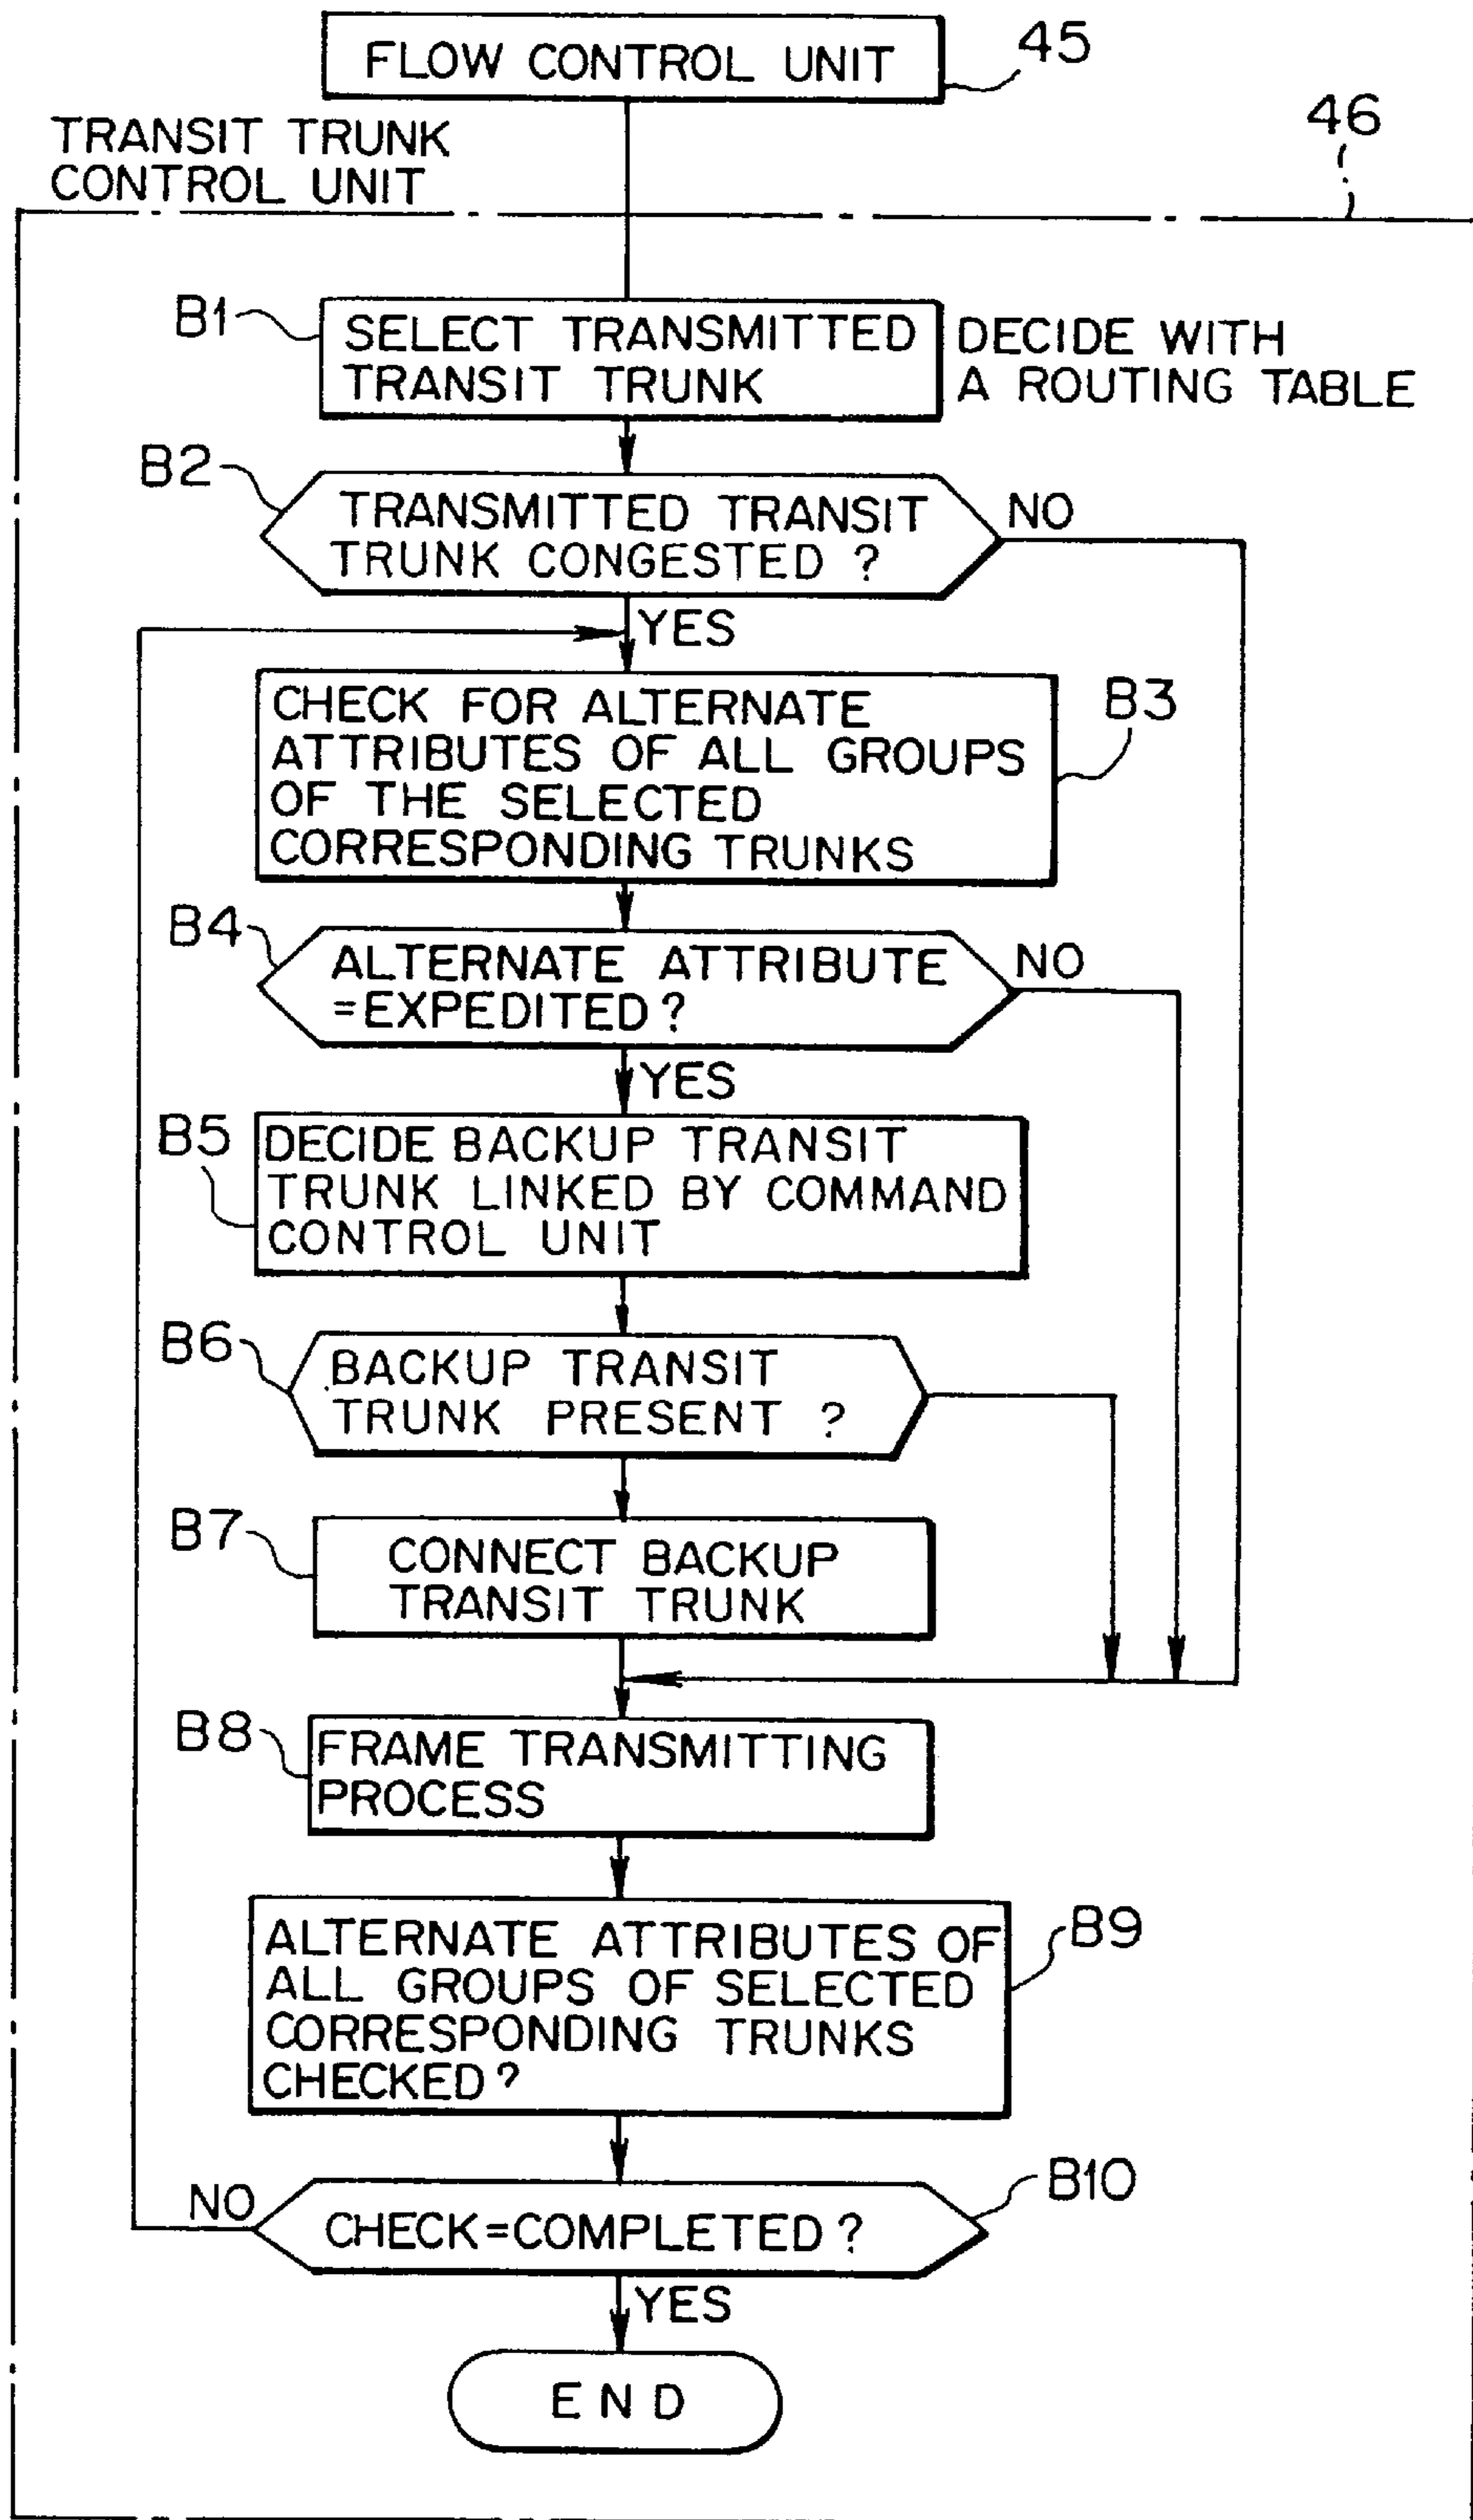 FLOW CONTROL UNIT
45
TRANSIT TRUNK
CONTROL UNIT
46
B1
SELECT TRANSMITTED
TRANSIT TRUNK
DECIDE WITH
A ROUTING TABLE
B2
TRANSMITTED TRANSIT
TRUNK CONGESTED ?
NO
YES
CHECK FOR ALTERNATE
ATTRIBUTES OF ALL GROUPS
OF THE SELECTED
CORRESPONDING TRUNKS
B3
B4
ALTERNATE ATTRIBUTE
=EXPEDITED ?
NO
YES
B5
DECIDE BACKUP TRANSIT
TRUNK LINKED BY COMMAND
CONTROL UNIT
B6
BACKUP TRANSIT
TRUNK PRESENT ?
B7
CONNECT BACKUP
TRANSIT TRUNK
B8
FRAME TRANSMITTING
PROCESS
ALTERNATE ATTRIBUTES OF
ALL GROUPS OF SELECTED
CORRESPONDING TRUNKS
CHECKED ?
B9
B10
NO
CHECK=COMPLETED ?
YES
END